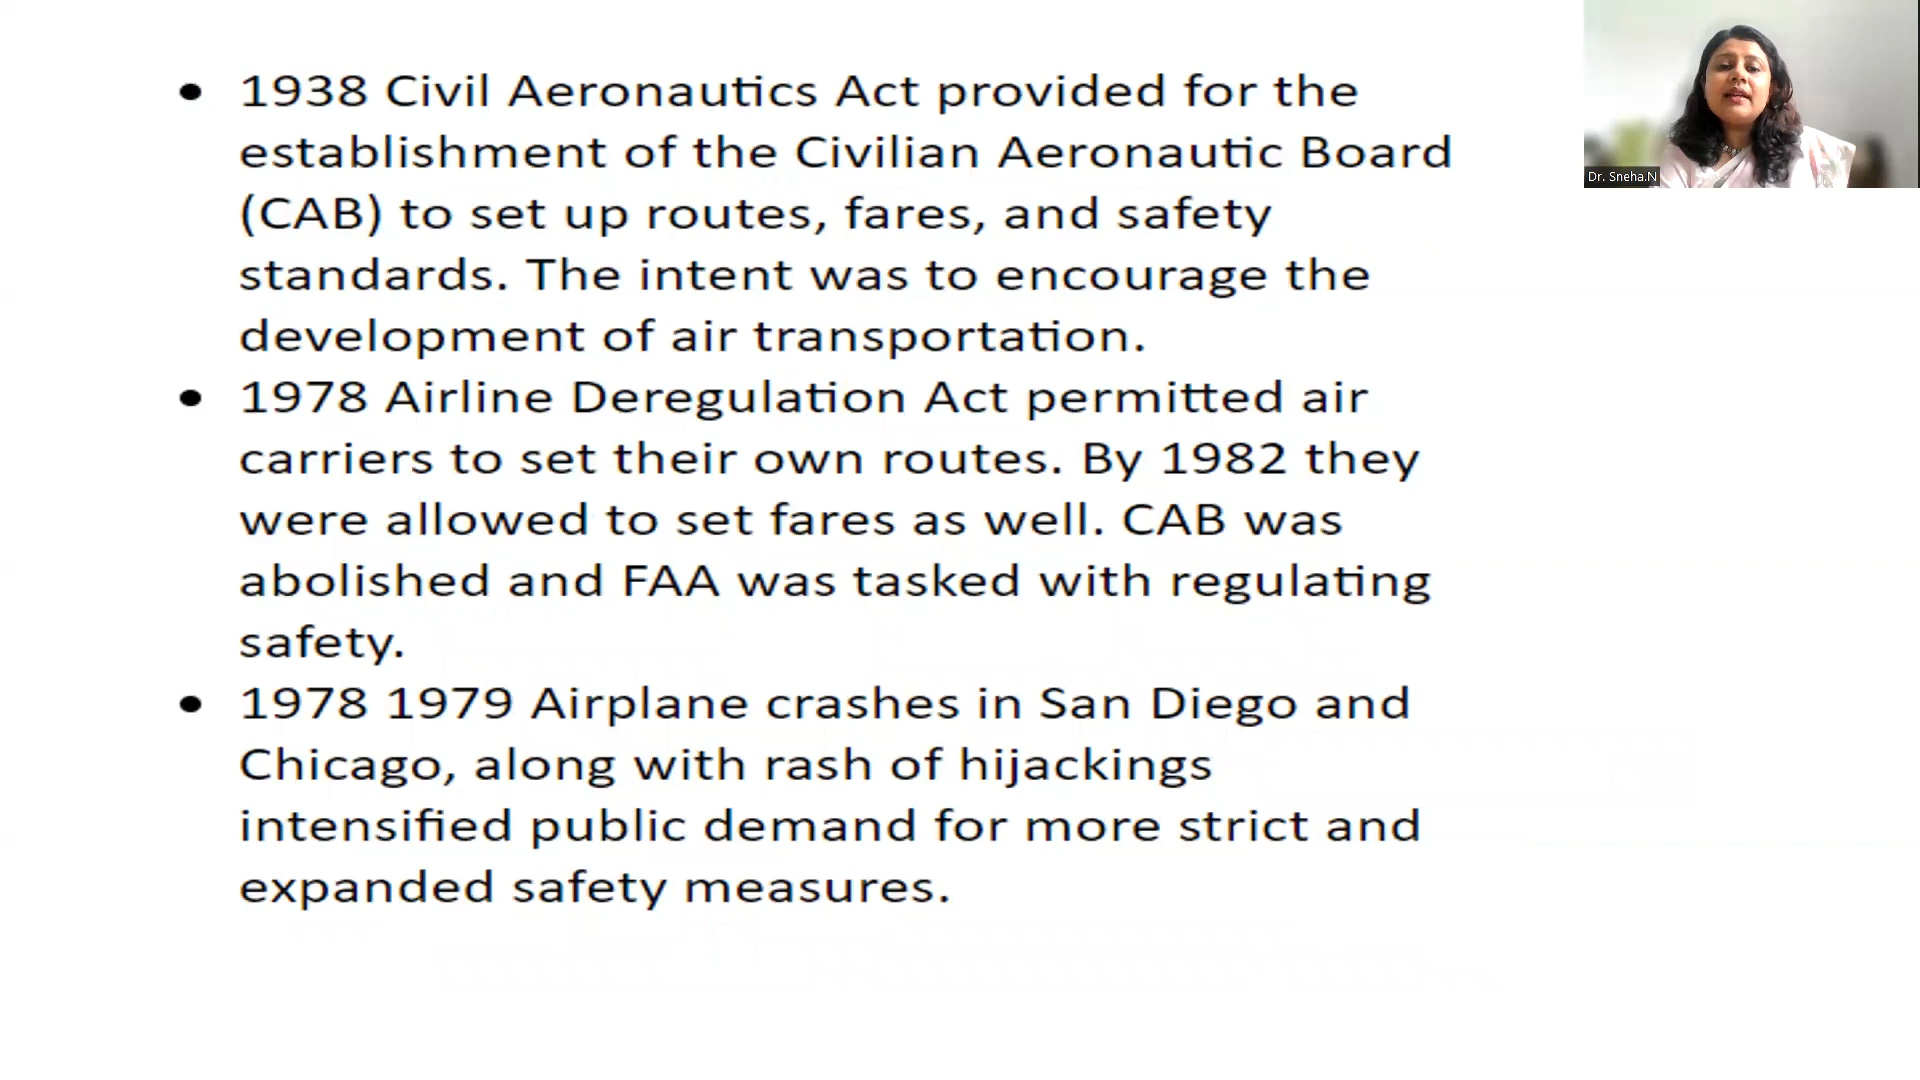 • 1938 Civil Aeronautics Act provided for the
establishment of the Civilian Aeronautic Board
(CAB) to set up routes, fares, and safety
standards. The intent was to encourage the
development of air transportation.
• 1978 Airline Deregulation Act permitted air
carriers to set their own routes. By 1982 they
were allowed to set fares as well. CAB was
abolished and FAA was tasked with regulating
safety.
• 1978 1979 Airplane crashes in San Diego and
Chicago, along with rash of hijackings
intensified public demand for more strict and
expanded safety measures.
Dr. Sneha.N